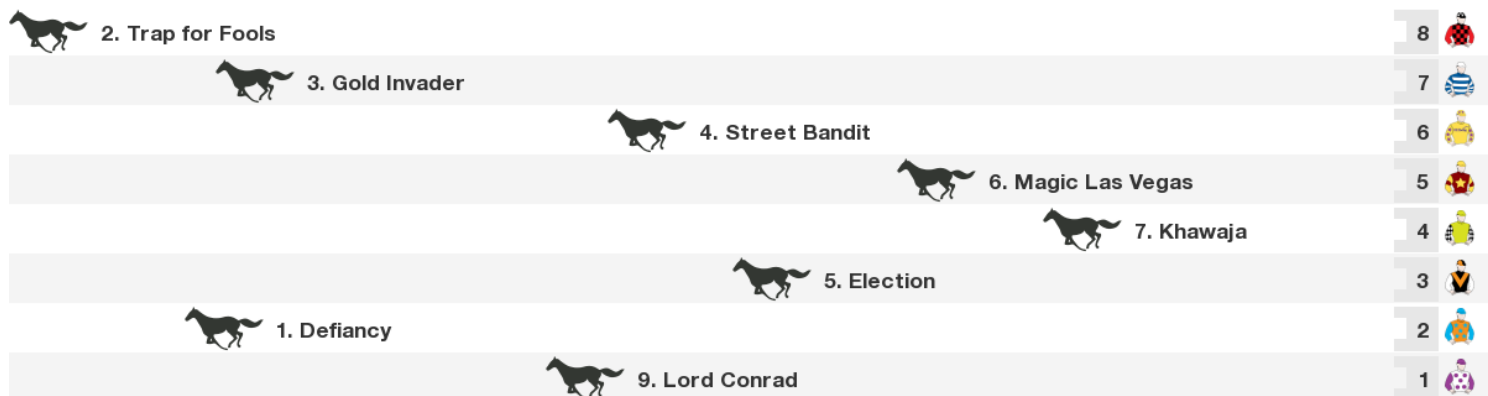 2. Trap for Fools 8
3. Gold Invader 7
4. Street Bandit 6
6. Magic Las Vegas 5
7. Khawaja 4
5. Election 3
1. Defiancy 2
9. Lord Conrad 1